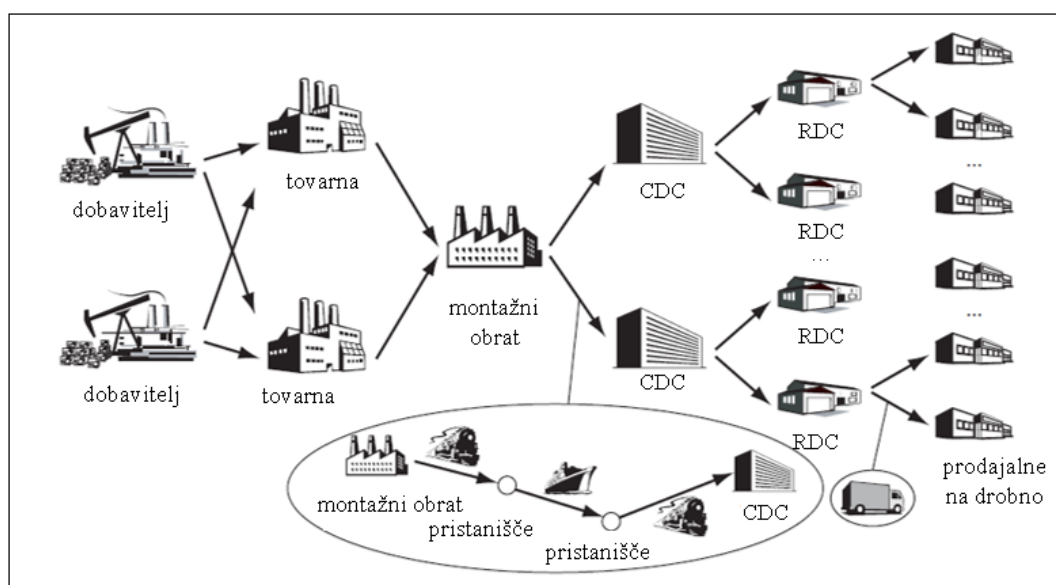 dobavitelj
dobavitelj
tovarna
tovarna
montažni
obrat
CDC
CDC
RDC
RDC
...
RDC
RDC
...
...
prodajalne
na drobno
montažni obrat
pristanišče
pristanišče
CDC